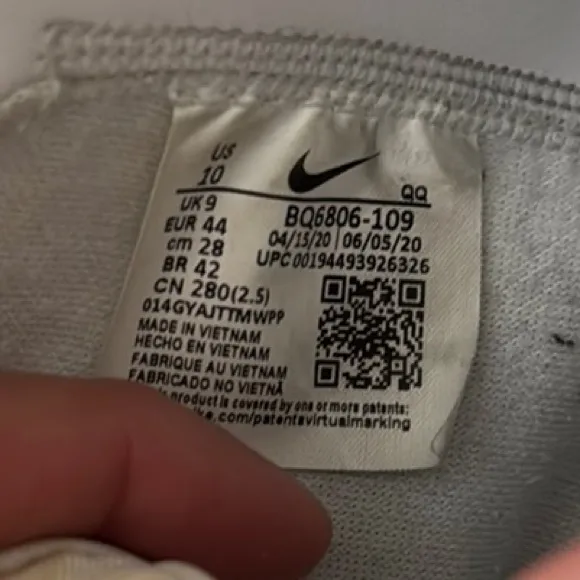 US
10
QQ
UK 9
EUR 44
cm 28
BR 42
CN 280(2.5)
014GYAJTTMWPP
BQ6806-109
04/15/20 | 06/05/20
UPC 00194493926326
MADE IN VIETNAM
HECHO EN VIETNAM
FABRIQUE AU VIETNAM
FABRICADO NO VIETNÃ
product is covered by one or more patents:
.com/patentsvirtualmarking